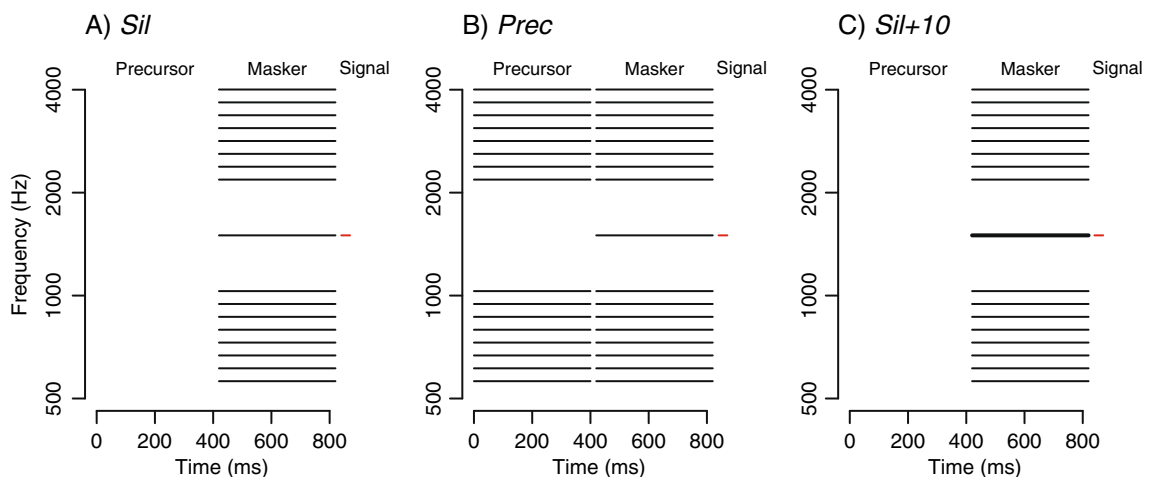 A) Sil
B) Prec
C) Sil+10
Precursor Masker Signal
Precursor Masker Signal
Precursor Masker Signal
Frequency (Hz)
4000
2000
1000
500
4000
2000
1000
500
4000
2000
1000
500
0 200 400 600 800
0 200 400 600 800
0 200 400 600 800
Time (ms)
Time (ms)
Time (ms)